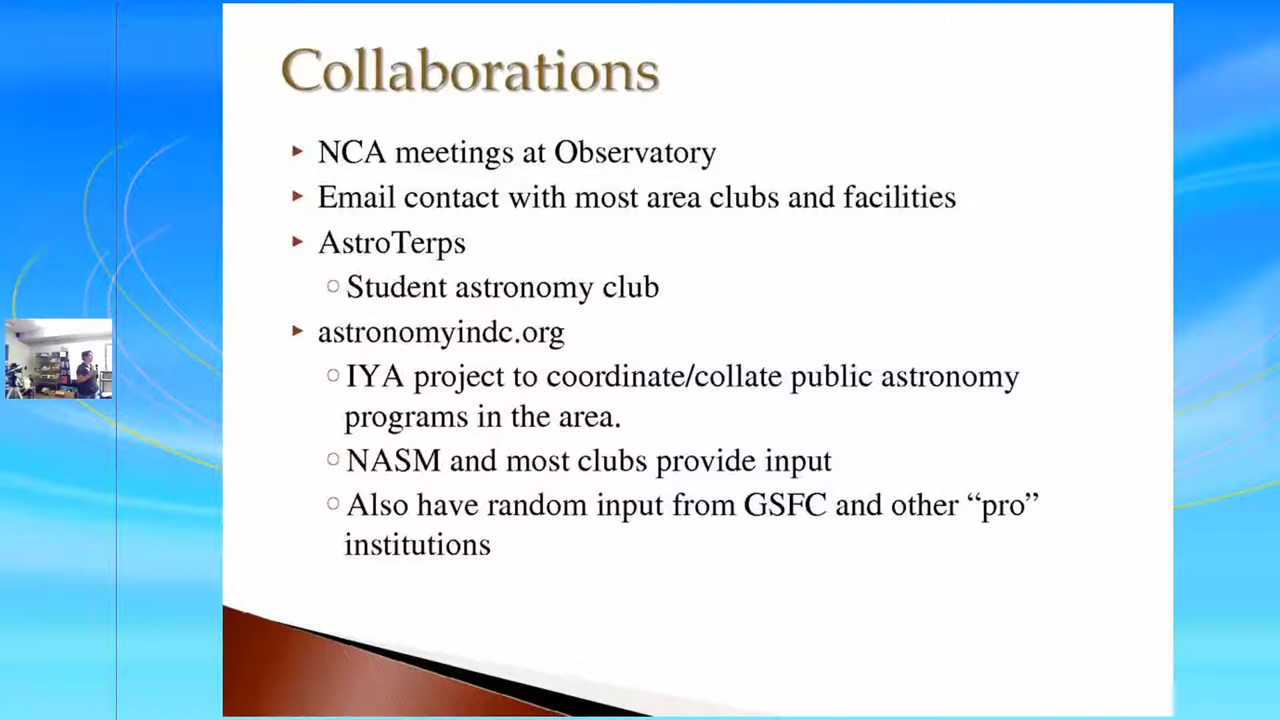 Collaborations
NCA meetings at Observatory
Email contact with most area clubs and facilities
AstroTerps
Student astronomy club
astronomyindc.org
IYA project to coordinate/collate public astronomy
programs in the area.
NASM and most clubs provide input
Also have random input from GSFC and other “pro”
institutions